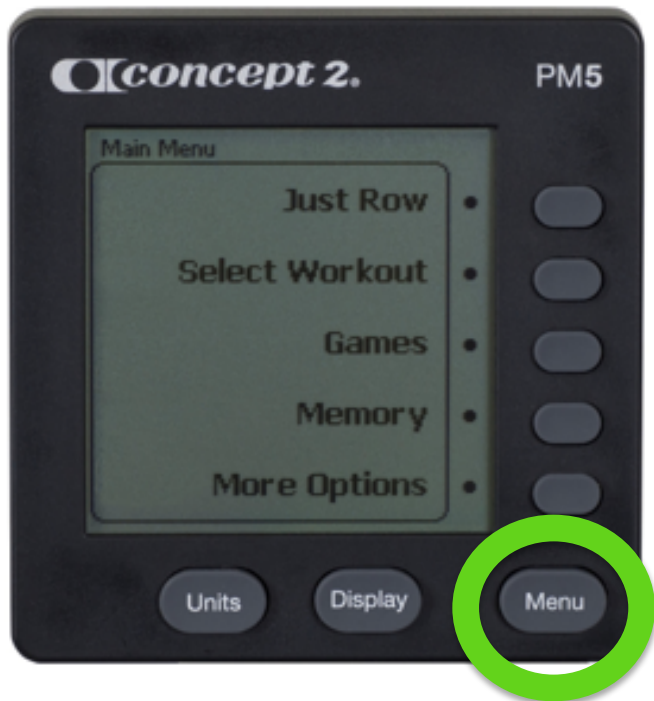 concept 2.
PM5
Main Menu
Just Row
Select Workout
Games
Memory
More Options
Units
Display
Menu